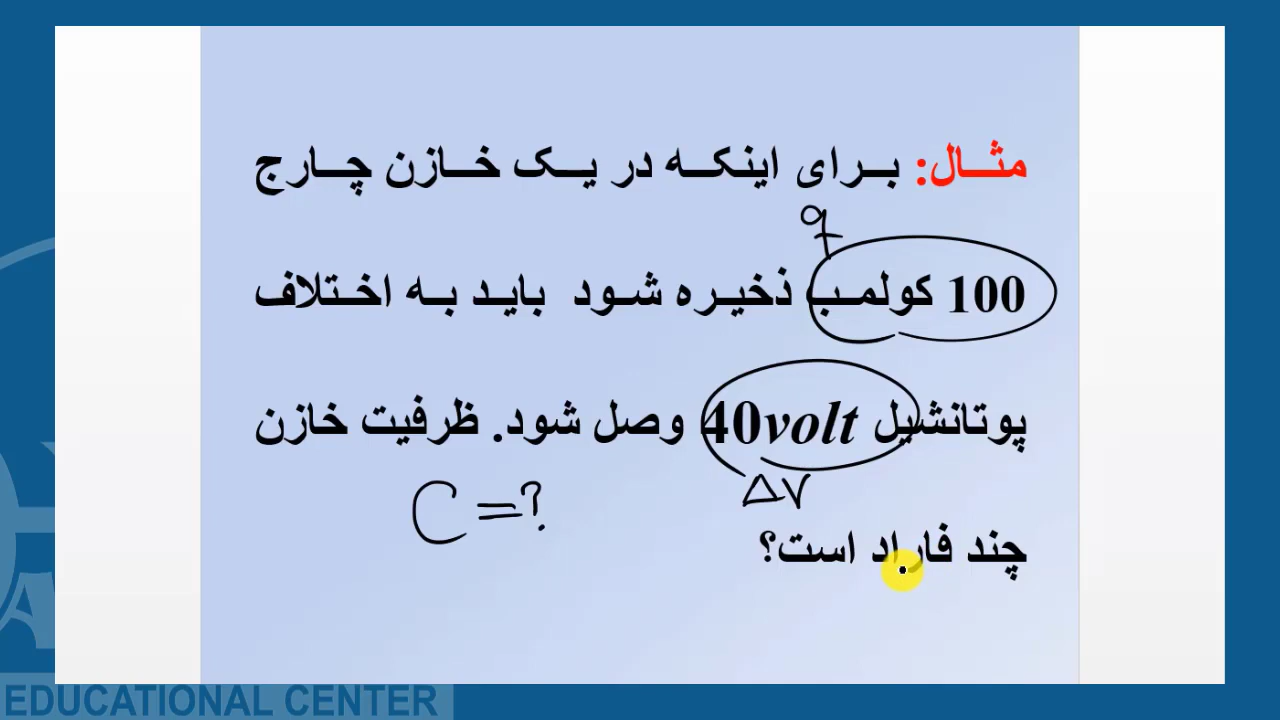 مثال: برای اینکه در یک خازن چارج
q
100 کولمب ذخیره شود باید به اختلاف
پوتانشیل 40volt وصل شود. ظرفیت خازن
ΔV
C=?
چند فاراد است؟
EDUCATIONAL CENTER